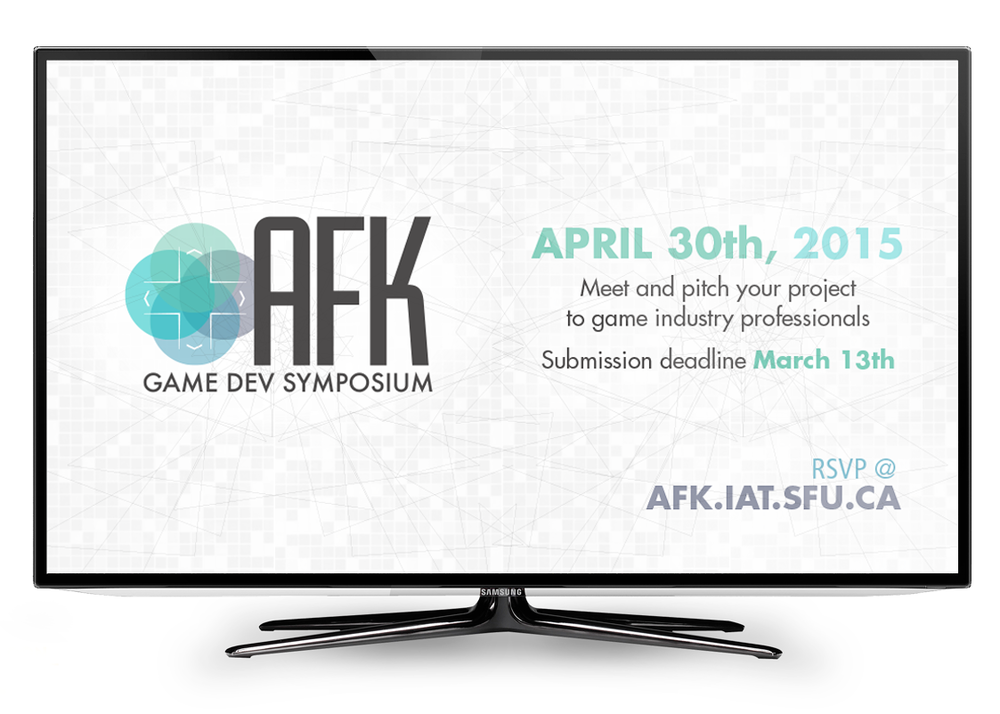 AFK
GAME DEV SYMPOSIUM
APRIL 30th, 2015
Meet and pitch your project
to game industry professionals
Submission deadline March 13th
RSVP @
AFK.IAT.SFU.CA
SAMSUNG